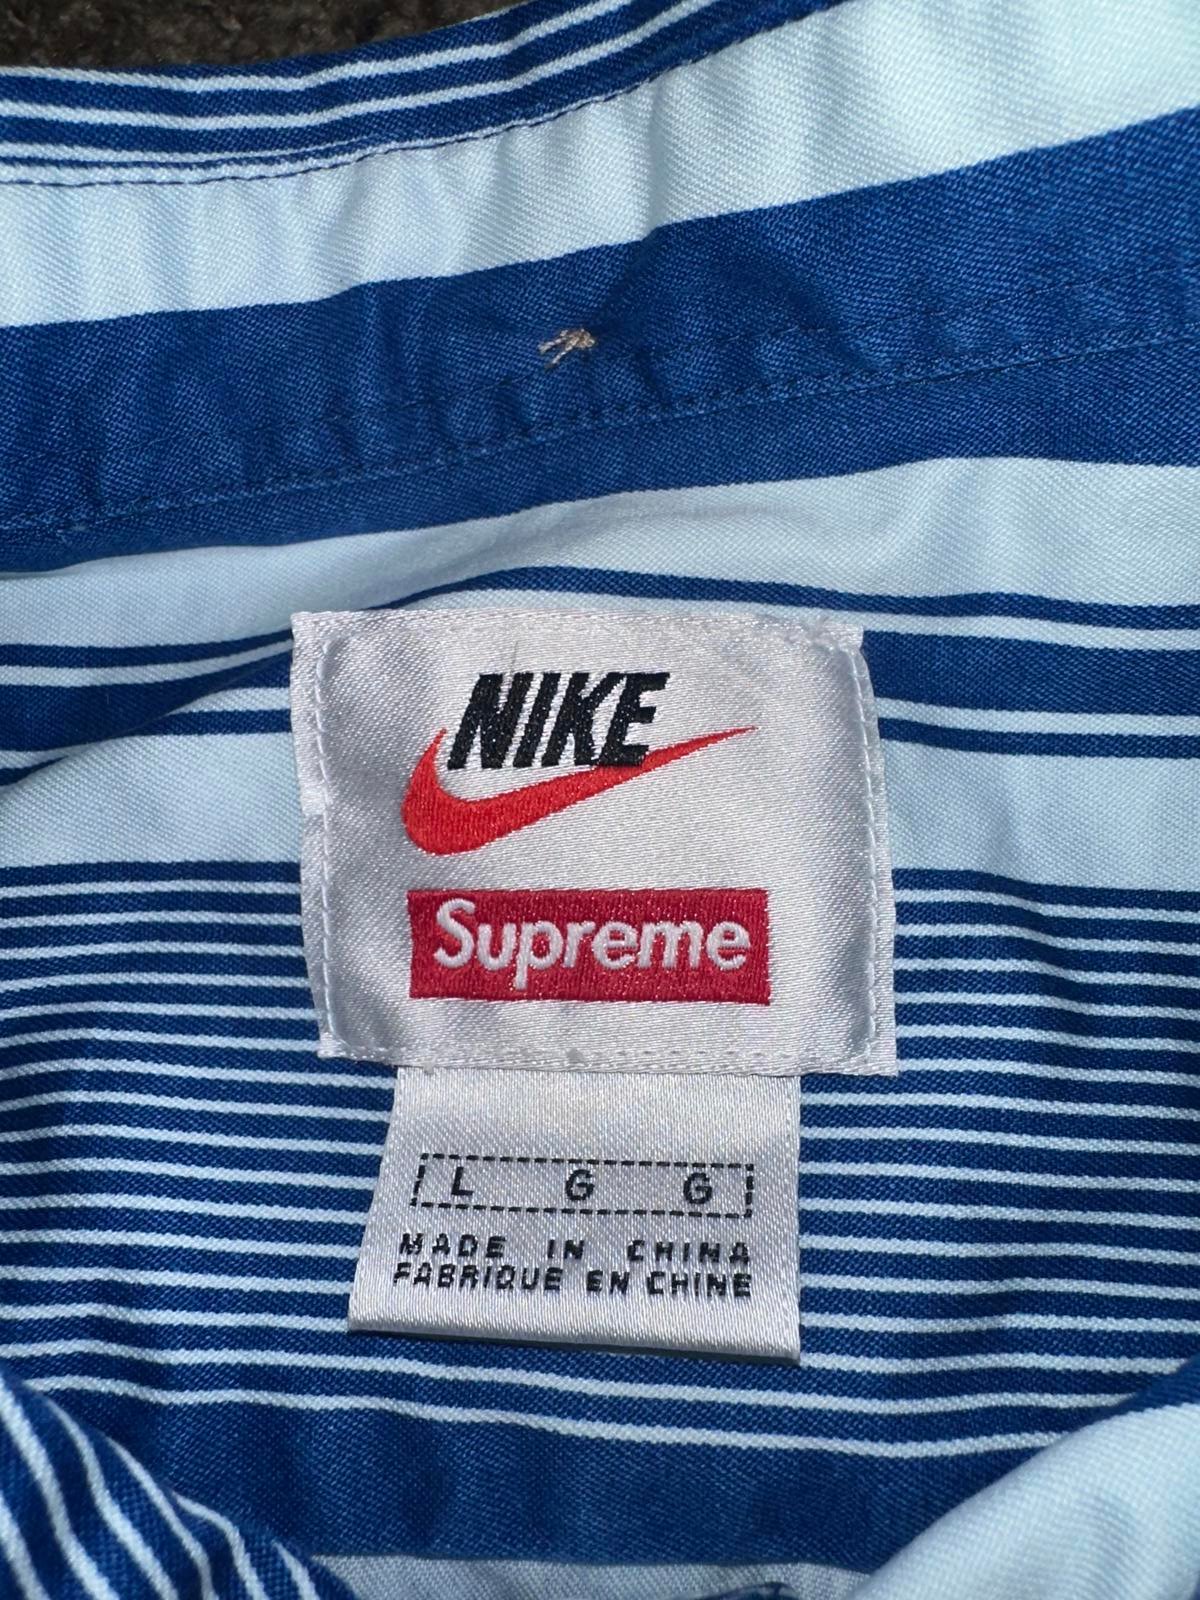 NIKE
Supreme
L G G
MADE IN CHINA
FABRIQUE EN CHINE